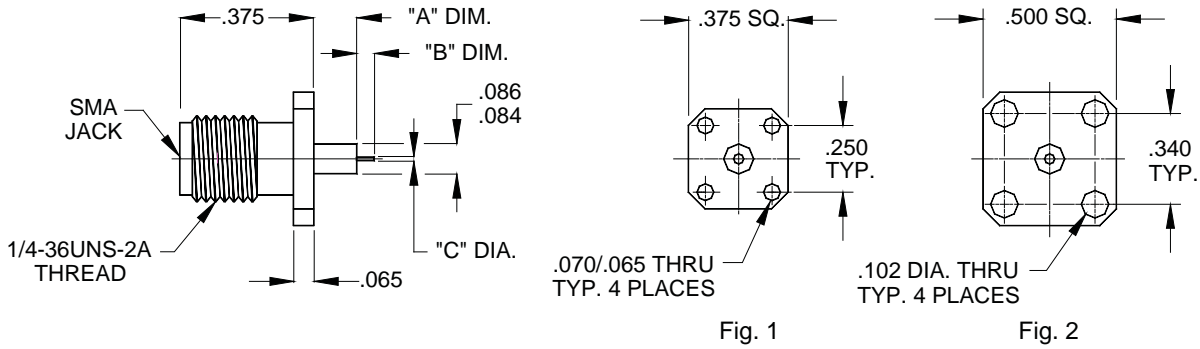 .375
"A" DIM.
"B" DIM.
.086
.084
SMA
JACK
1/4-36UNS-2A
THREAD
.065
"C" DIA.
.375 SQ.
.250
TYP.
.070/.065 THRU
TYP. 4 PLACES
Fig. 1
.500 SQ.
.340
TYP.
.102 DIA. THRU
TYP. 4 PLACES
Fig. 2